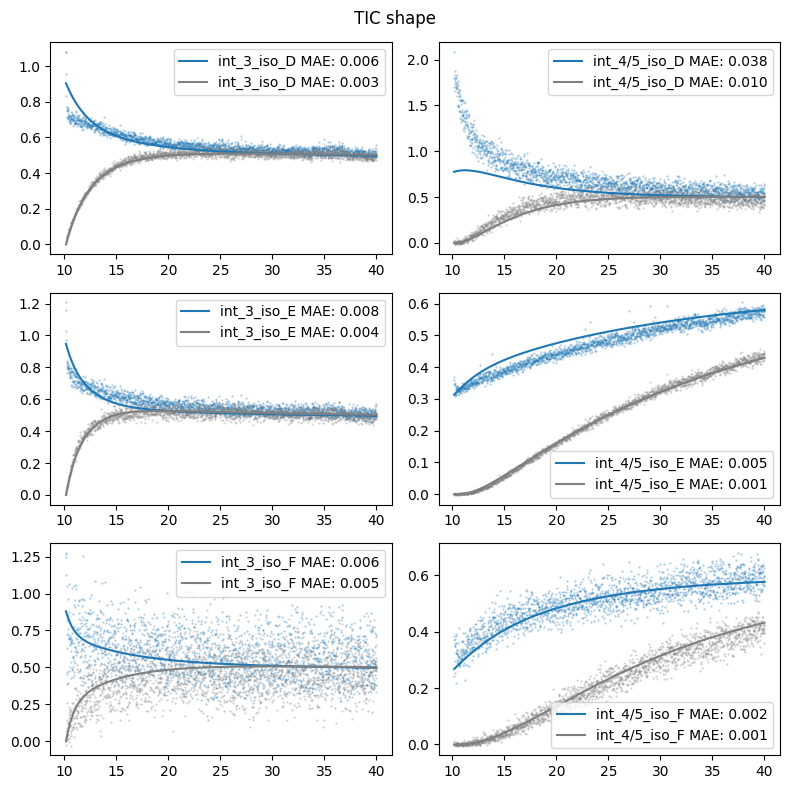 TIC shape
int_3_iso_D MAE: 0.006
int_3_iso_D MAE: 0.003
1.0
0.8
0.6
0.4
0.2
0.0
10 15 20 25 30 35 40
int_4/5_iso_D MAE: 0.038
int_4/5_iso_D MAE: 0.010
2.0
1.5
1.0
0.5
0.0
10 15 20 25 30 35 40
int_3_iso_E MAE: 0.008
int_3_iso_E MAE: 0.004
1.2
1.0
0.8
0.6
0.4
0.2
0.0
10 15 20 25 30 35 40
0.6
0.5
0.4
0.3
0.2
0.1
0.0
int_4/5_iso_E MAE: 0.005
int_4/5_iso_E MAE: 0.001
10 15 20 25 30 35 40
int_3_iso_F MAE: 0.006
int_3_iso_F MAE: 0.005
1.25
1.00
0.75
0.50
0.25
0.00
10 15 20 25 30 35 40
0.6
0.4
0.2
0.0
int_4/5_iso_F MAE: 0.002
int_4/5_iso_F MAE: 0.001
10 15 20 25 30 35 40